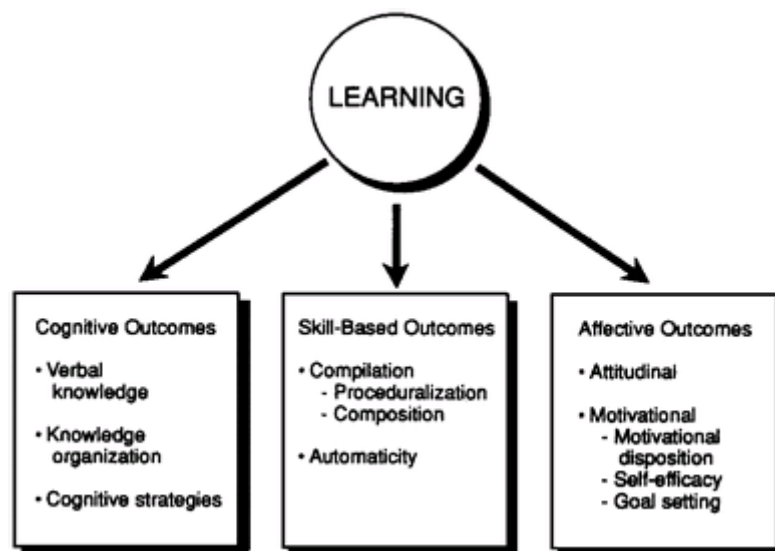 LEARNING
Cognitive Outcomes
• Verbal
knowledge
• Knowledge
organization
• Cognitive strategies
Skill-Based Outcomes
• Compilation
- Proceduralization
- Composition
• Automaticity
Affective Outcomes
• Attitudinal
• Motivational
- Motivational
disposition
- Self-efficacy
- Goal setting